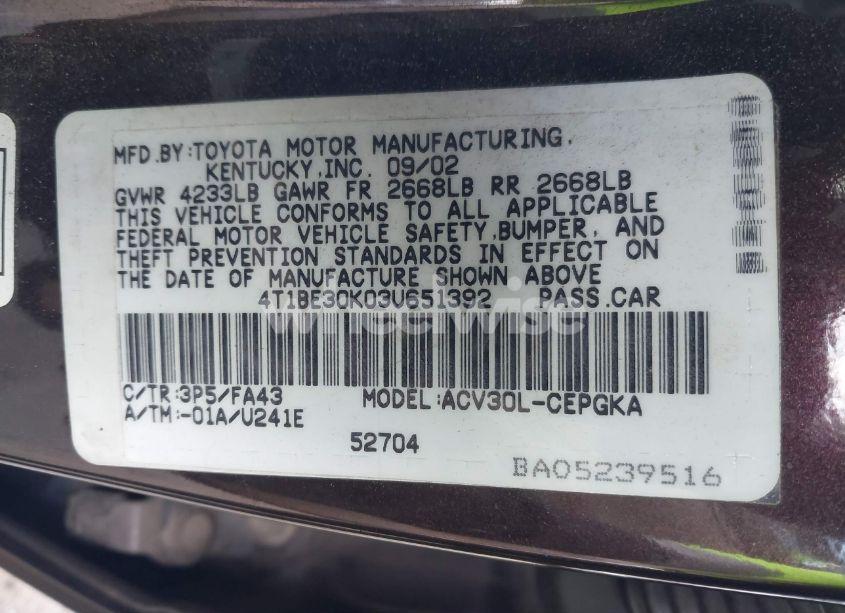 MFD.BY:TOYOTA MOTOR MANUFACTURING,
KENTUCKY,INC. 09/02
GVWR 4233LB GAWR FR 2668LB RR 2668LB
THIS VEHICLE CONFORMS TO ALL APPLICABLE
FEDERAL MOTOR VEHICLE SAFETY,BUMPER, AND
THEFT PREVENTION STANDARDS IN EFFECT ON
THE DATE OF MANUFACTURE SHOWN ABOVE
4T1BE30K03U651392 PASS.CAR
WheelWise
C/TR:3P5/FA43 MODEL:ACV30L-CEPGKA
A/TM:-01A/U241E
52704
BA05239516